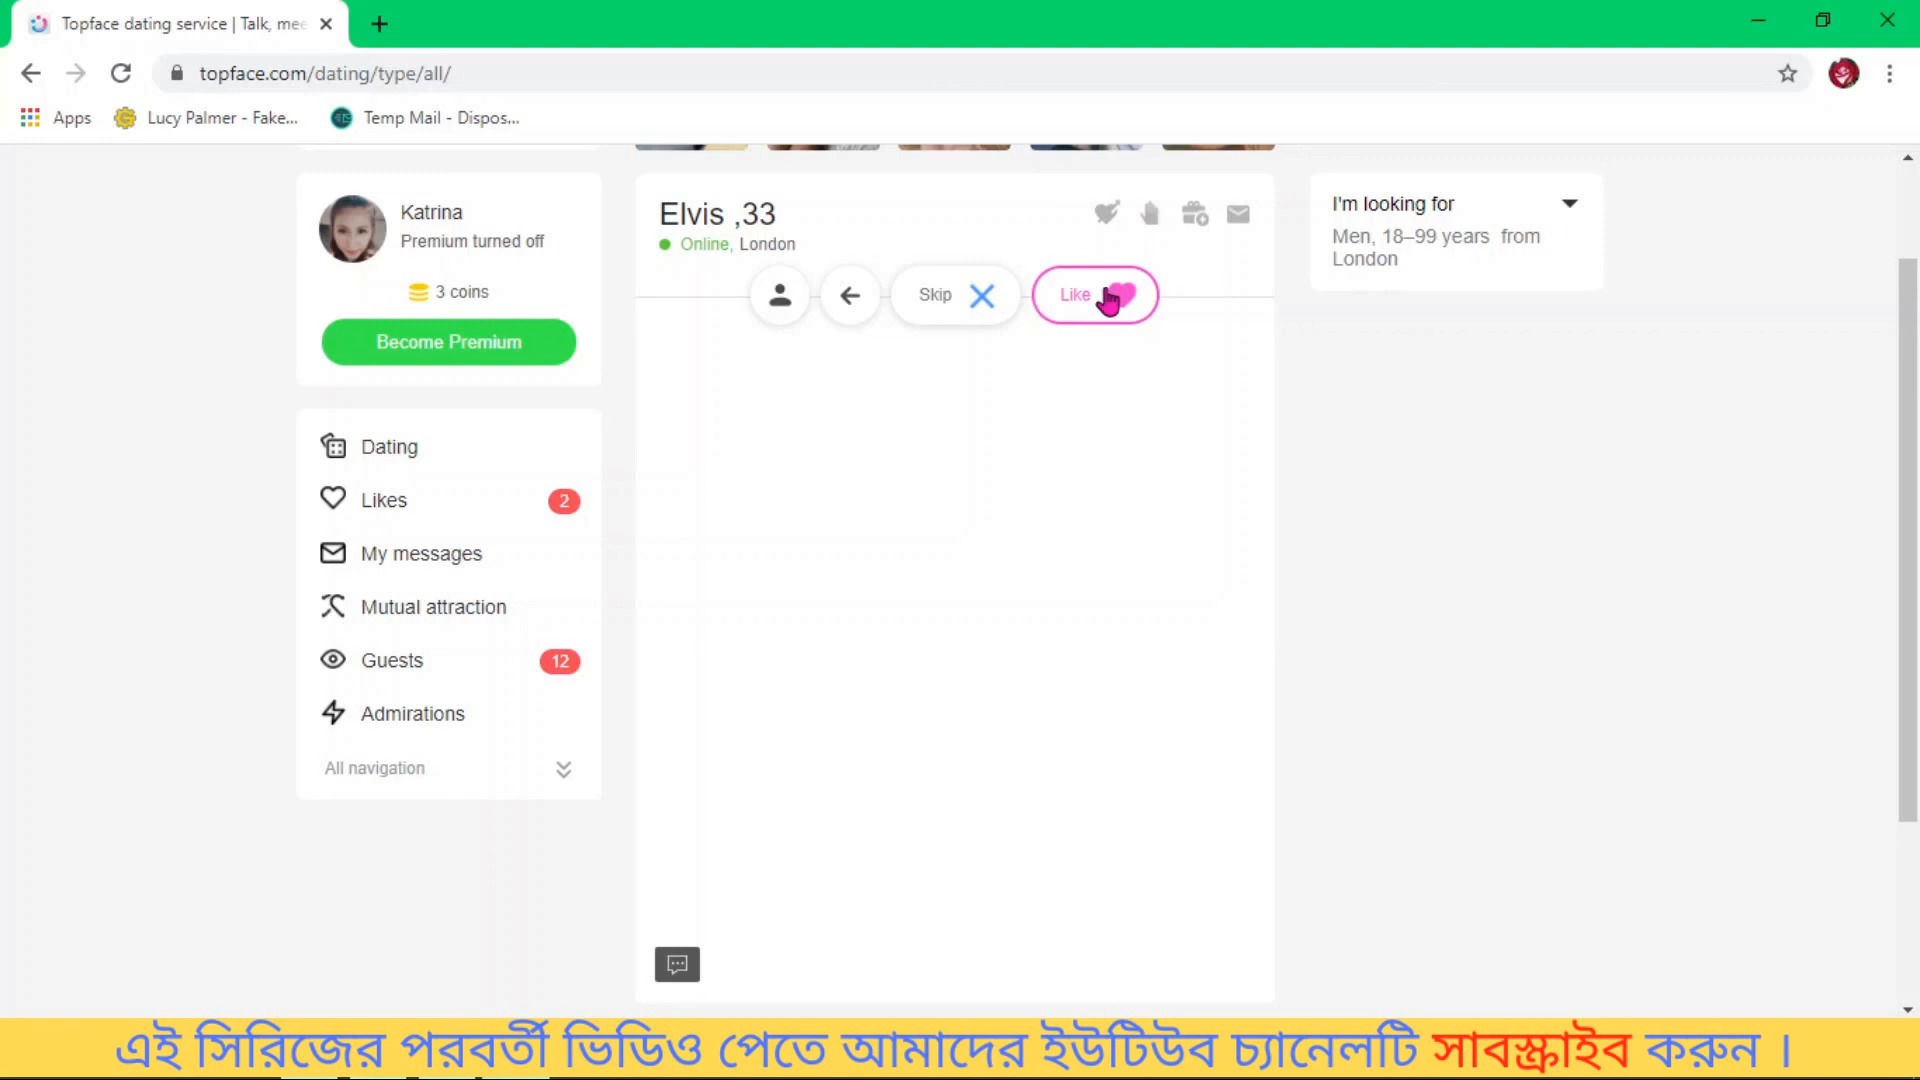 Topface dating service | Talk, mee
topface.com/dating/type/all/
Apps
Lucy Palmer - Fake...
Temp Mail - Dispos...
Katrina
Premium turned off
3 coins
Become Premium
Dating
Likes 2
My messages
Mutual attraction
Guests 12
Admirations
All navigation
Elvis ,33
Online, London
Skip
Like
I'm looking for
Men, 18–99 years from
London
এই সিরিজের পরবর্তী ভিডিও পেতে আমাদের ইউটিউব চ্যানেলটি সাবস্ক্রাইব করুন ।